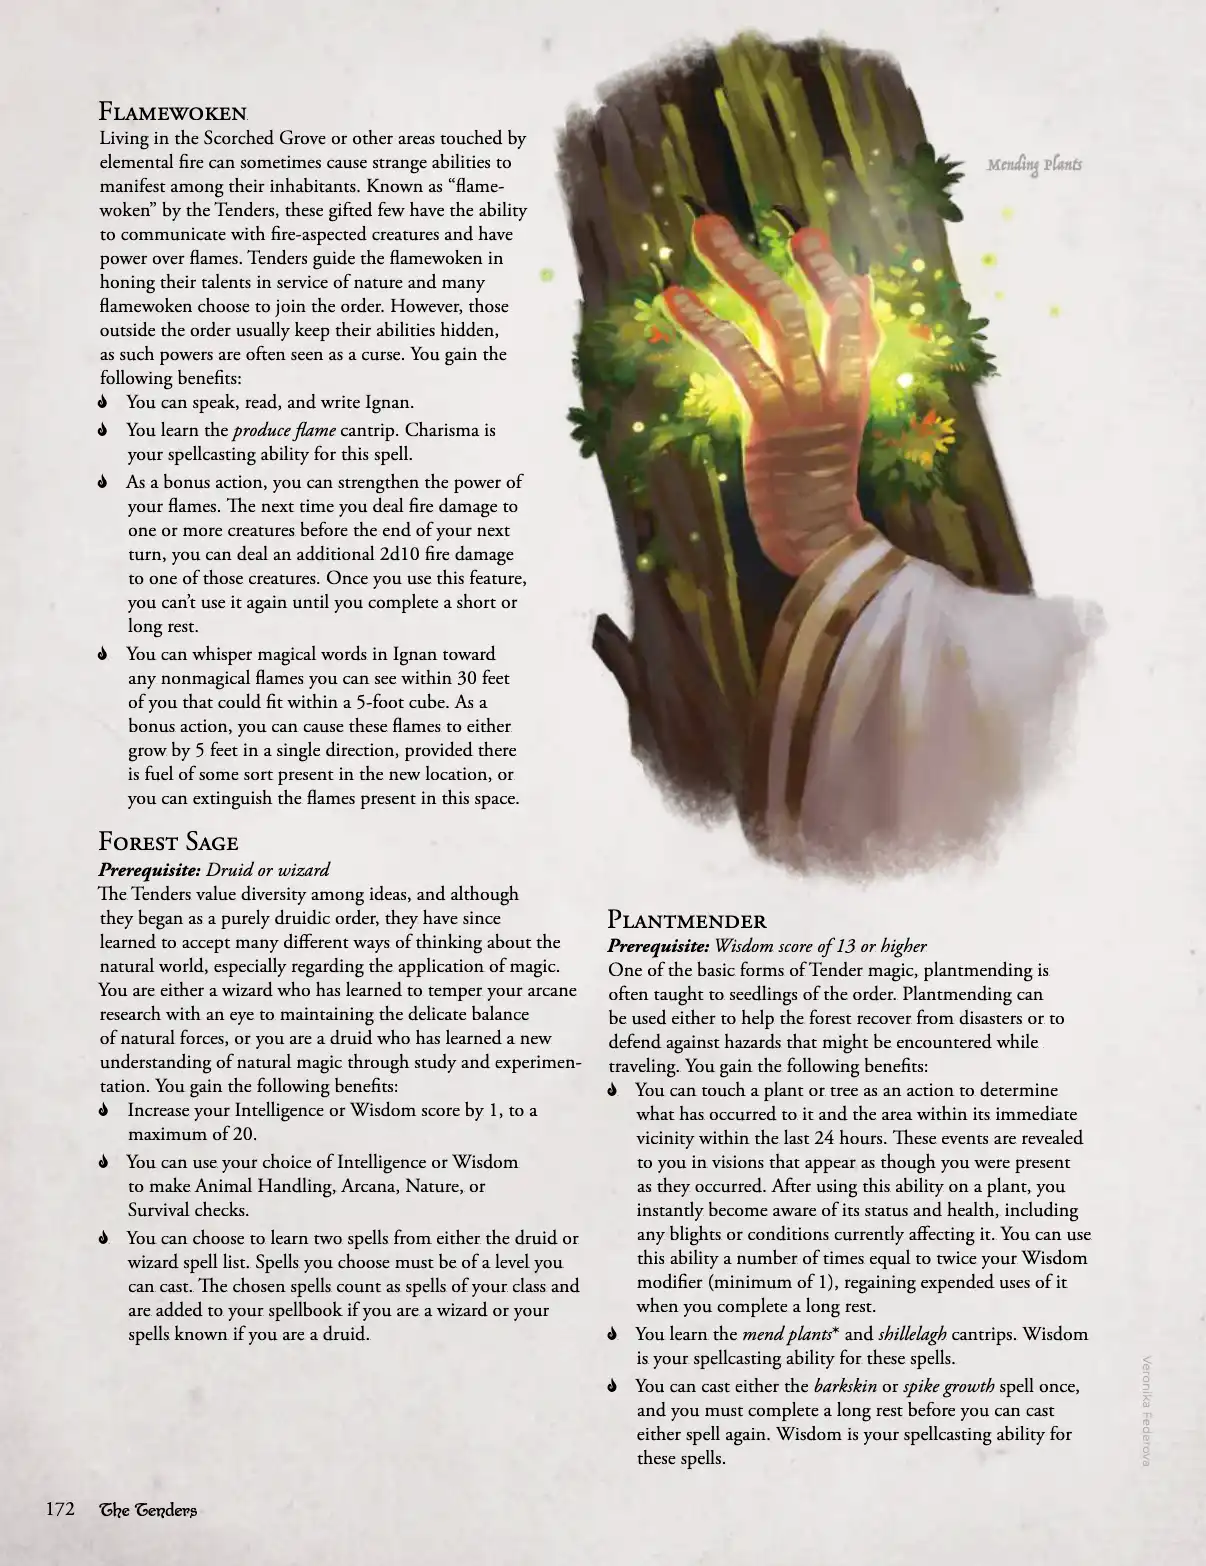 Flamewoken
Living in the Scorched Grove or other areas touched by
elemental fire can sometimes cause strange abilities to
manifest among their inhabitants. Known as “flame-
woken” by the Tenders, these gifted few have the ability
to communicate with fire-aspected creatures and have
power over flames. Tenders guide the flamewoken in
honing their talents in service of nature and many
flamewoken choose to join the order. However, those
outside the order usually keep their abilities hidden,
as such powers are often seen as a curse. You gain the
following benefits:
You can speak, read, and write Ignan.
You learn the produce flame cantrip. Charisma is
your spellcasting ability for this spell.
As a bonus action, you can strengthen the power of
your flames. The next time you deal fire damage to
one or more creatures before the end of your next
turn, you can deal an additional 2d10 fire damage
to one of those creatures. Once you use this feature,
you can’t use it again until you complete a short or
long rest.
You can whisper magical words in Ignan toward
any nonmagical flames you can see within 30 feet
of you that could fit within a 5-foot cube. As a
bonus action, you can cause these flames to either
grow by 5 feet in a single direction, provided there
is fuel of some sort present in the new location, or
you can extinguish the flames present in this space.
Forest Sage
Prerequisite: Druid or wizard
The Tenders value diversity among ideas, and although
they began as a purely druidic order, they have since
learned to accept many different ways of thinking about the
natural world, especially regarding the application of magic.
You are either a wizard who has learned to temper your arcane
research with an eye to maintaining the delicate balance
of natural forces, or you are a druid who has learned a new
understanding of natural magic through study and experimen-
tation. You gain the following benefits:
Increase your Intelligence or Wisdom score by 1, to a
maximum of 20.
You can use your choice of Intelligence or Wisdom
to make Animal Handling, Arcana, Nature, or
Survival checks.
You can choose to learn two spells from either the druid or
wizard spell list. Spells you choose must be of a level you
can cast. The chosen spells count as spells of your class and
are added to your spellbook if you are a wizard or your
spells known if you are a druid.
Mending Plants
Plantmender
Prerequisite: Wisdom score of 13 or higher
One of the basic forms of Tender magic, plantmending is
often taught to seedlings of the order. Plantmending can
be used either to help the forest recover from disasters or to
defend against hazards that might be encountered while
traveling. You gain the following benefits:
You can touch a plant or tree as an action to determine
what has occurred to it and the area within its immediate
vicinity within the last 24 hours. These events are revealed
to you in visions that appear as though you were present
as they occurred. After using this ability on a plant, you
instantly become aware of its status and health, including
any blights or conditions currently affecting it. You can use
this ability a number of times equal to twice your Wisdom
modifier (minimum of 1), regaining expended uses of it
when you complete a long rest.
You learn the mend plants* and shillelagh cantrips. Wisdom
is your spellcasting ability for these spells.
You can cast either the barkskin or spike growth spell once,
and you must complete a long rest before you can cast
either spell again. Wisdom is your spellcasting ability for
these spells.
Veronika Federova
172 The Tenders